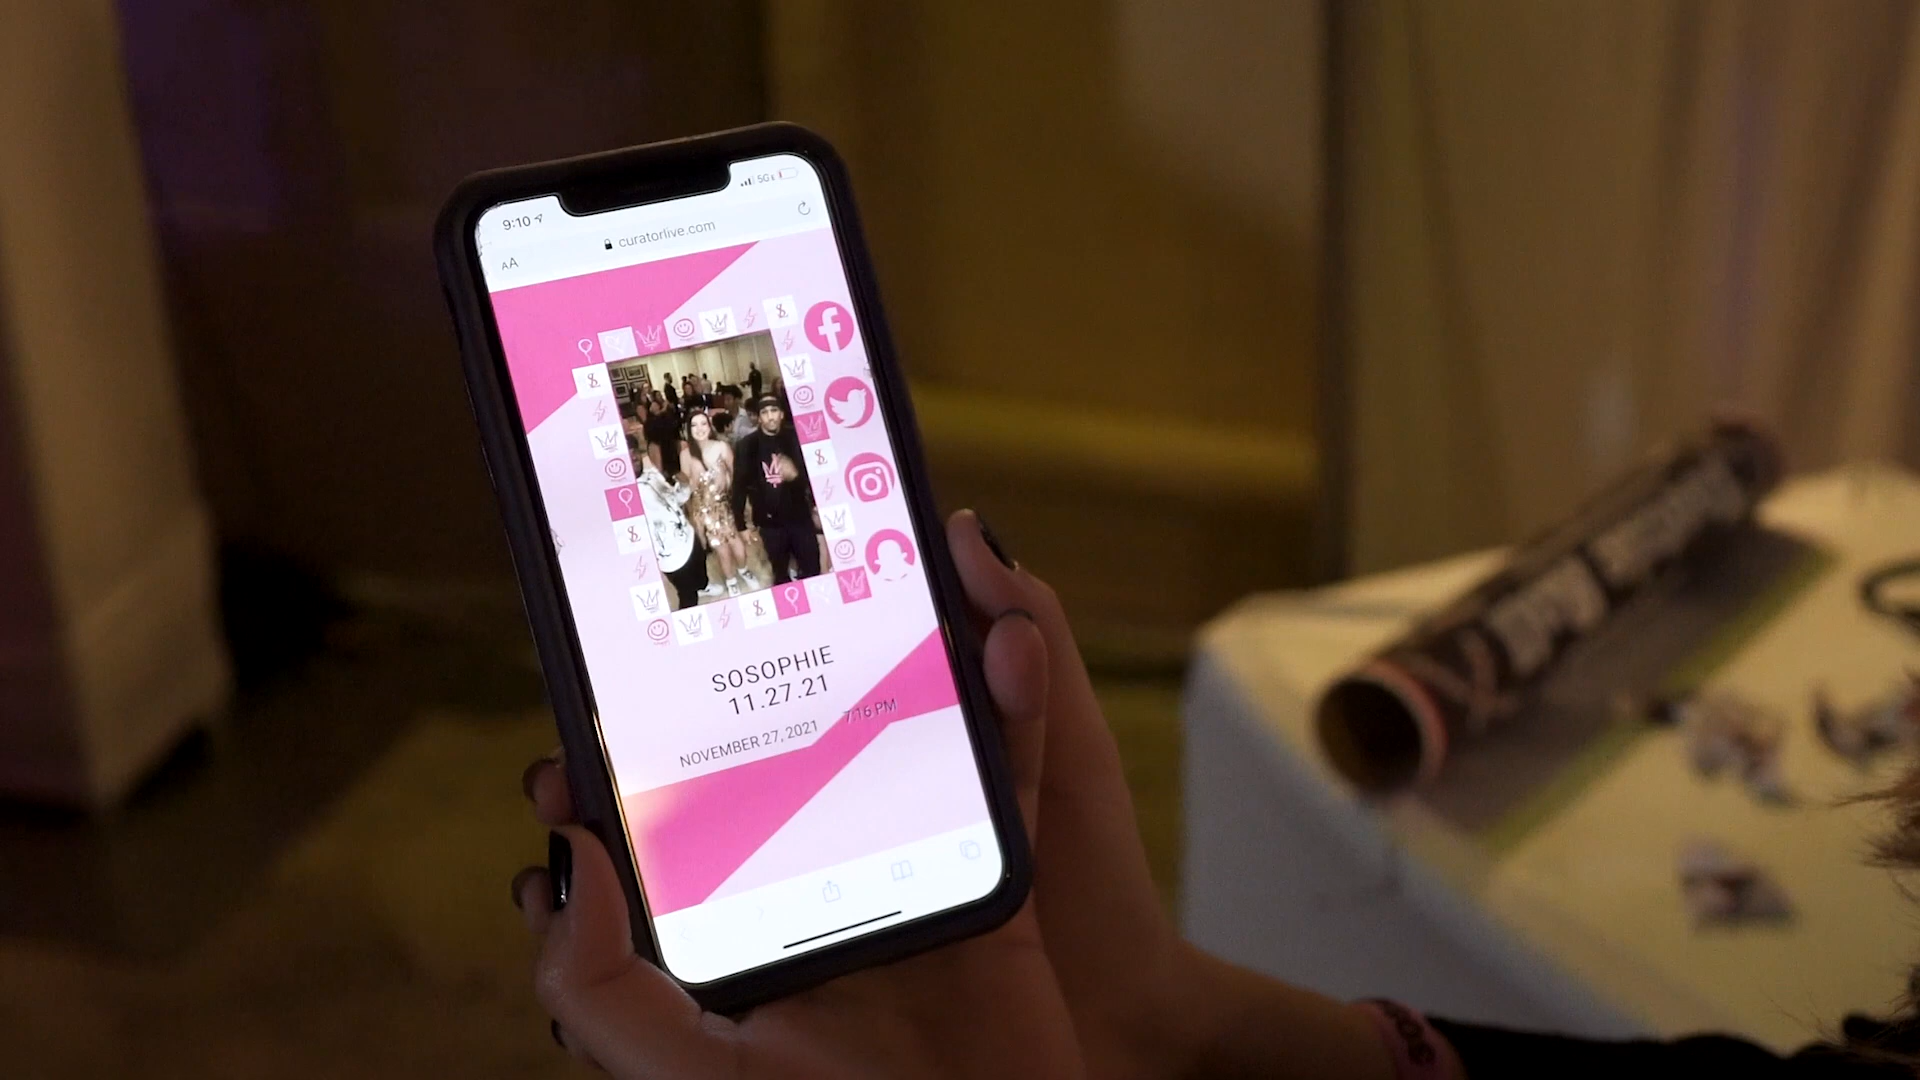 9:10
5G
curatorlive.com
AA
SOSOPHIE
11.27.21
NOVEMBER 27, 2021 7:16 PM